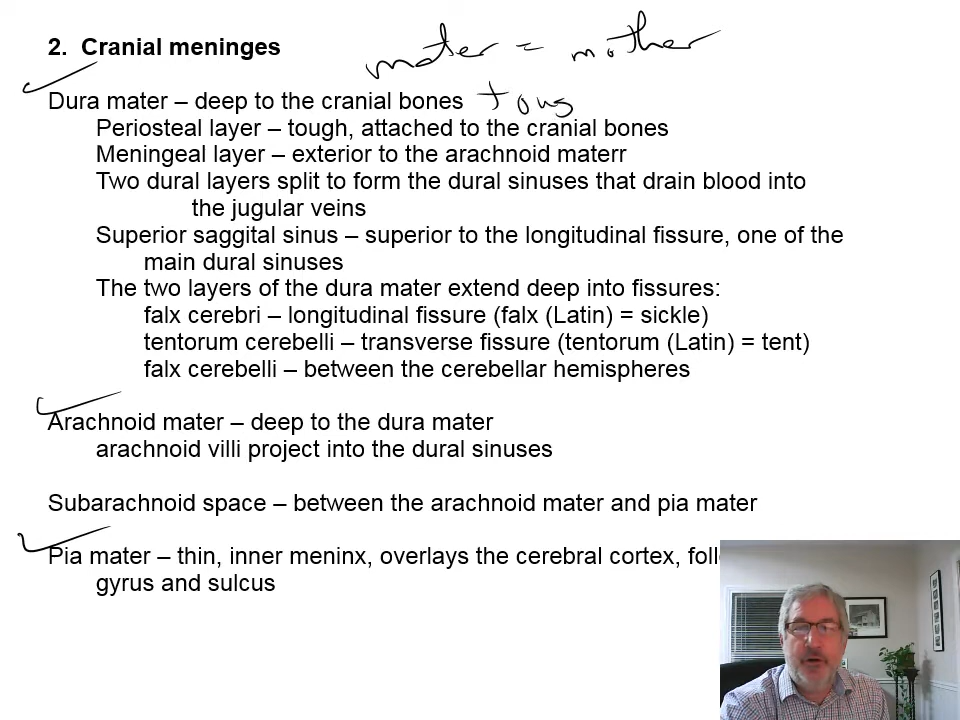 2. Cranial meninges
mater = mother
Dura mater – deep to the cranial bones toug
Periosteal layer – tough, attached to the cranial bones
Meningeal layer – exterior to the arachnoid materr
Two dural layers split to form the dural sinuses that drain blood into
the jugular veins
Superior saggital sinus – superior to the longitudinal fissure, one of the
main dural sinuses
The two layers of the dura mater extend deep into fissures:
falx cerebri – longitudinal fissure (falx (Latin) = sickle)
tentorum cerebelli – transverse fissure (tentorum (Latin) = tent)
falx cerebelli – between the cerebellar hemispheres
Arachnoid mater – deep to the dura mater
arachnoid villi project into the dural sinuses
Subarachnoid space – between the arachnoid mater and pia mater
Pia mater – thin, inner meninx, overlays the cerebral cortex,
gyrus and sulcus